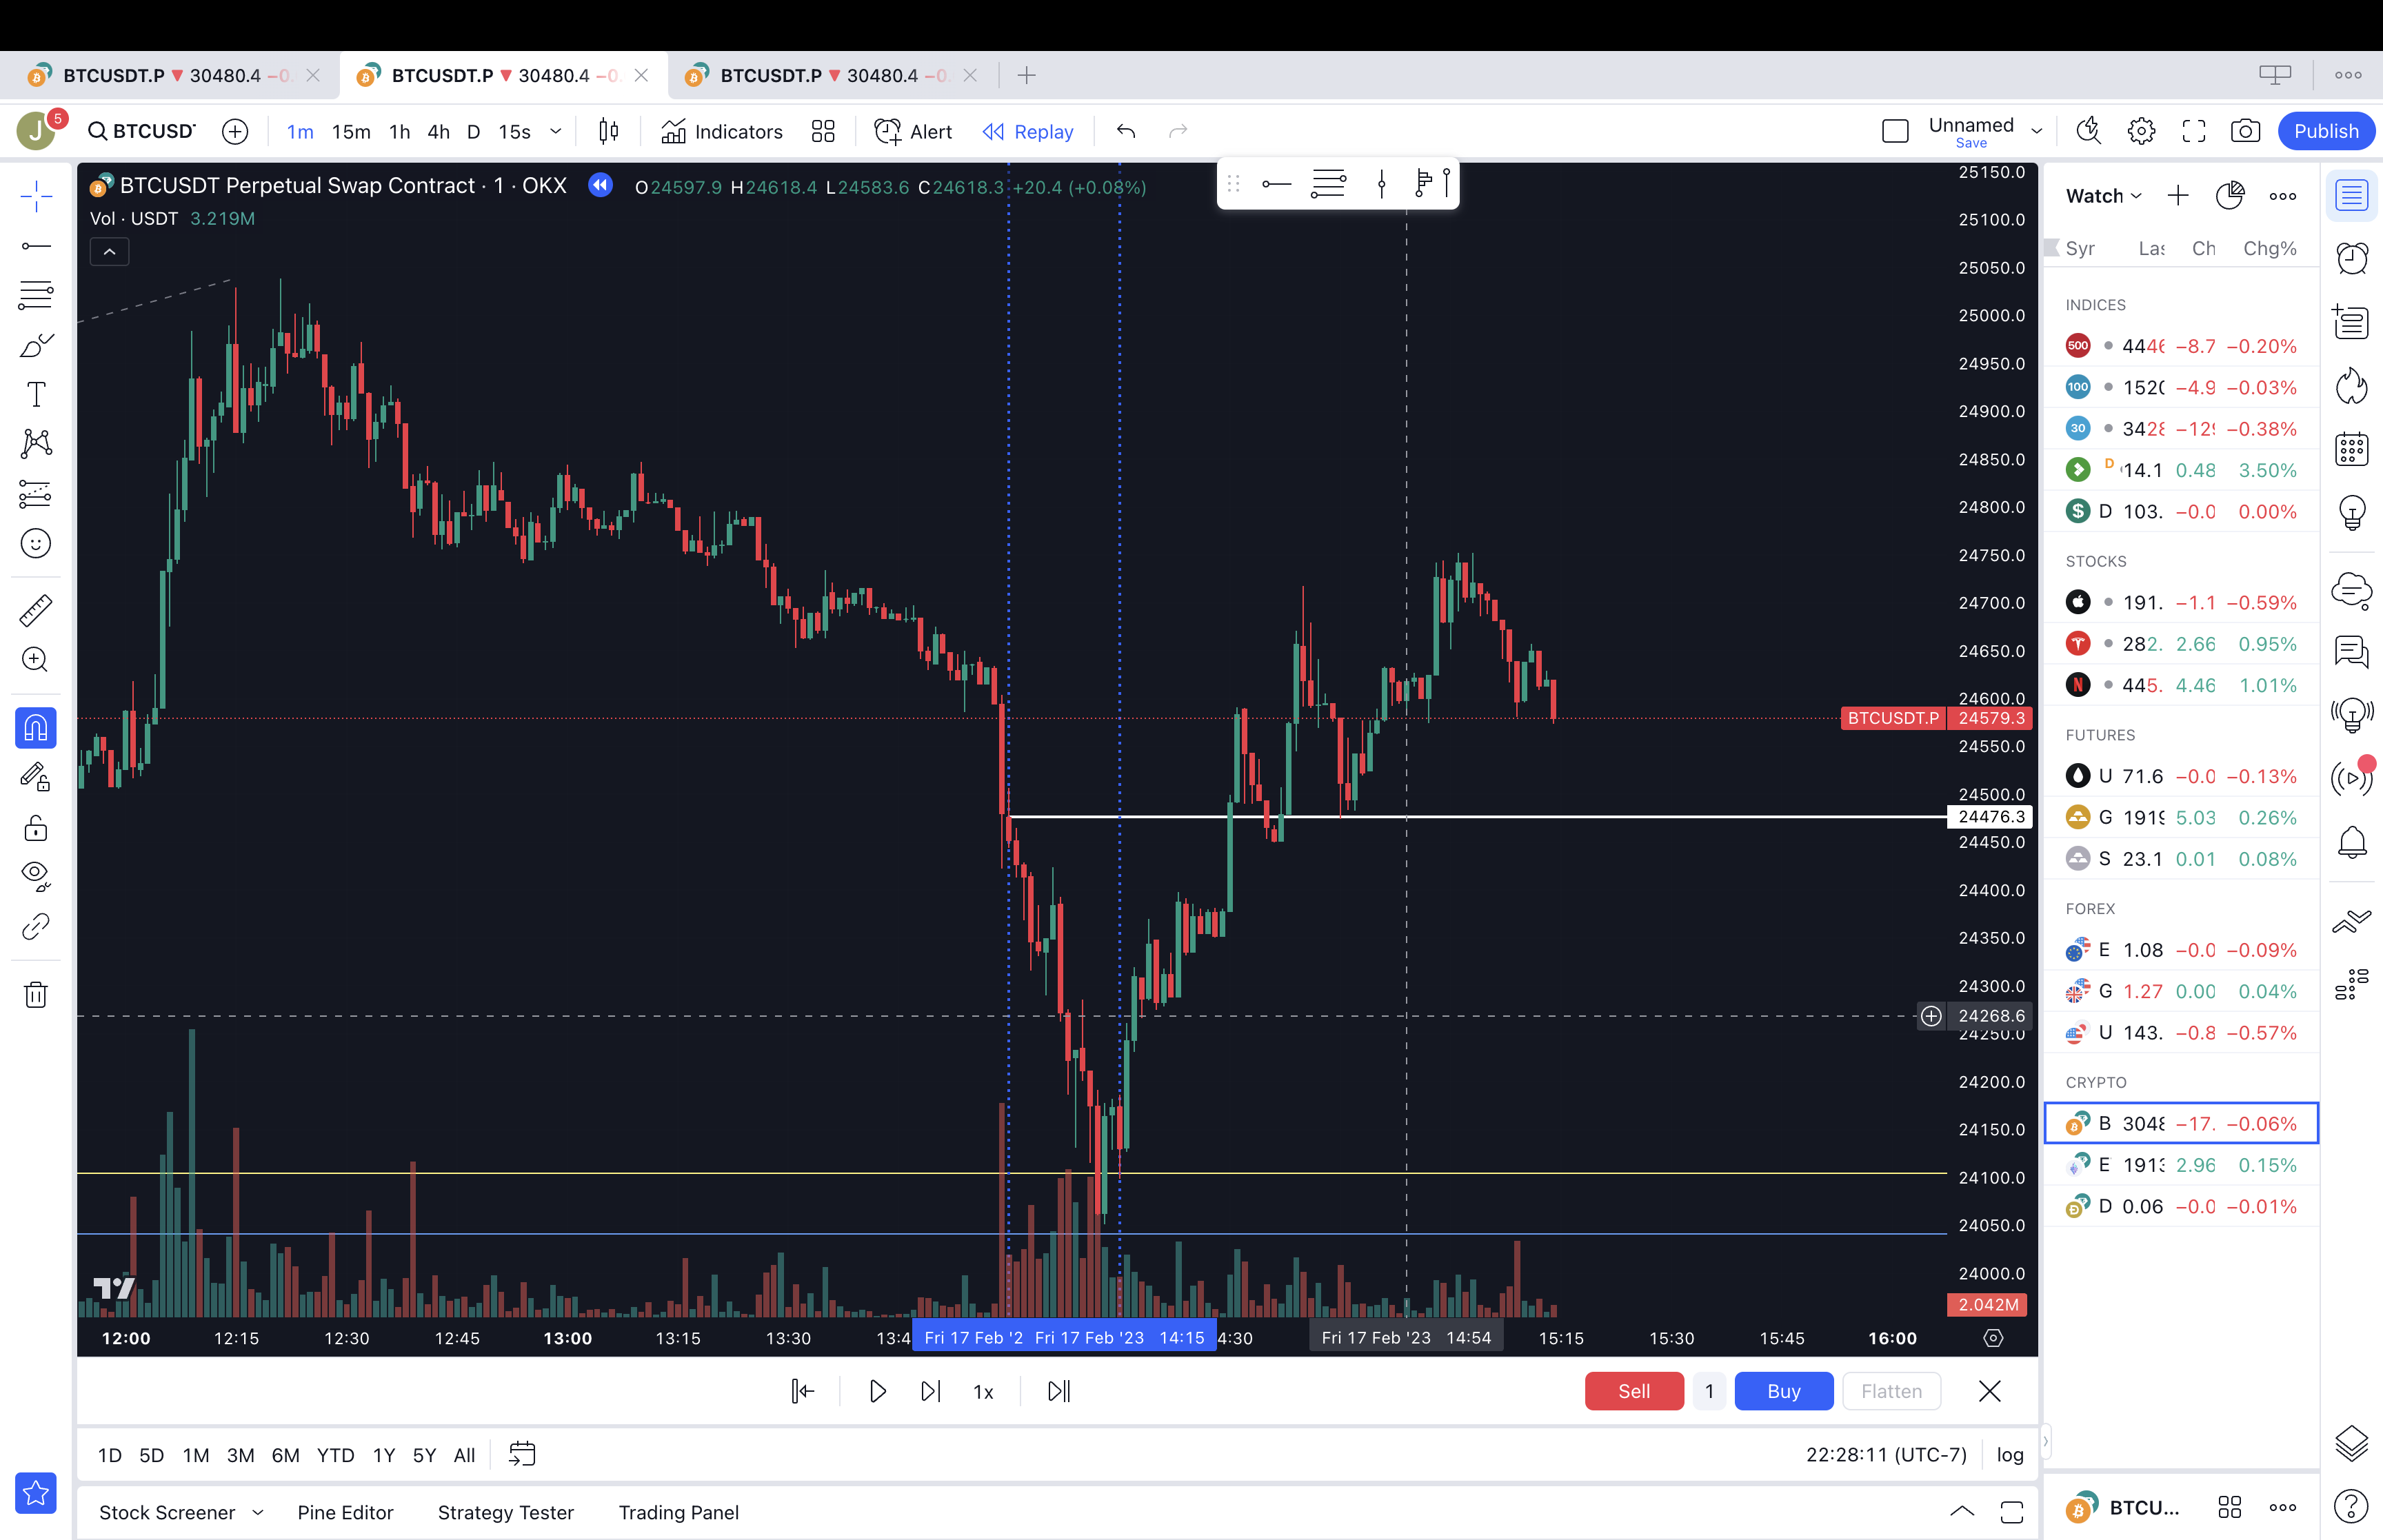 BTCUSDT.P ▼ 30480.4 −0. BTCUSDT.P ▼ 30480.4 −0. BTCUSDT.P ▼ 30480.4 −0.
J 5 BTCUSD 1m 15m 1h 4h D 15s Indicators Alert Replay Unnamed Publish
Save
BTCUSDT Perpetual Swap Contract · 1 · OKX O24597.9 H24618.4 L24583.6 C24618.3 +20.4 (+0.08%)
Vol · USDT 3.219M
25150.0
25100.0
25050.0
25000.0
24950.0
24900.0
24850.0
24800.0
24750.0
24700.0
24650.0
24600.0
BTCUSDT.P 24579.3
24550.0
24500.0
24476.3
24450.0
24400.0
24350.0
24300.0
24268.6
24250.0
24200.0
24150.0
24100.0
24050.0
24000.0
2.042M
12:00 12:15 12:30 12:45 13:00 13:15 13:30 13:4 Fri 17 Feb '2 Fri 17 Feb '23 14:15 4:30 Fri 17 Feb '23 14:54 15:15 15:30 15:45 16:00
1x Sell 1 Buy Flatten
1D 5D 1M 3M 6M YTD 1Y 5Y All 22:28:11 (UTC-7) log
Stock Screener Pine Editor Strategy Tester Trading Panel
Watch
Syr Las Ch Chg%
INDICES
500 4446 −8.7 −0.20%
100 1520 −4.9 −0.03%
30 3428 −129 −0.38%
D 14.1 0.48 3.50%
$ D 103. −0.0 0.00%
STOCKS
191. −1.1 −0.59%
282. 2.66 0.95%
N 445. 4.46 1.01%
FUTURES
U 71.6 −0.0 −0.13%
G 1919 5.03 0.26%
S 23.1 0.01 0.08%
FOREX
E 1.08 −0.0 −0.09%
G 1.27 0.00 0.04%
U 143. −0.8 −0.57%
CRYPTO
B 3048 −17. −0.06%
E 1913 2.96 0.15%
D 0.06 −0.0 −0.01%
BTCU...